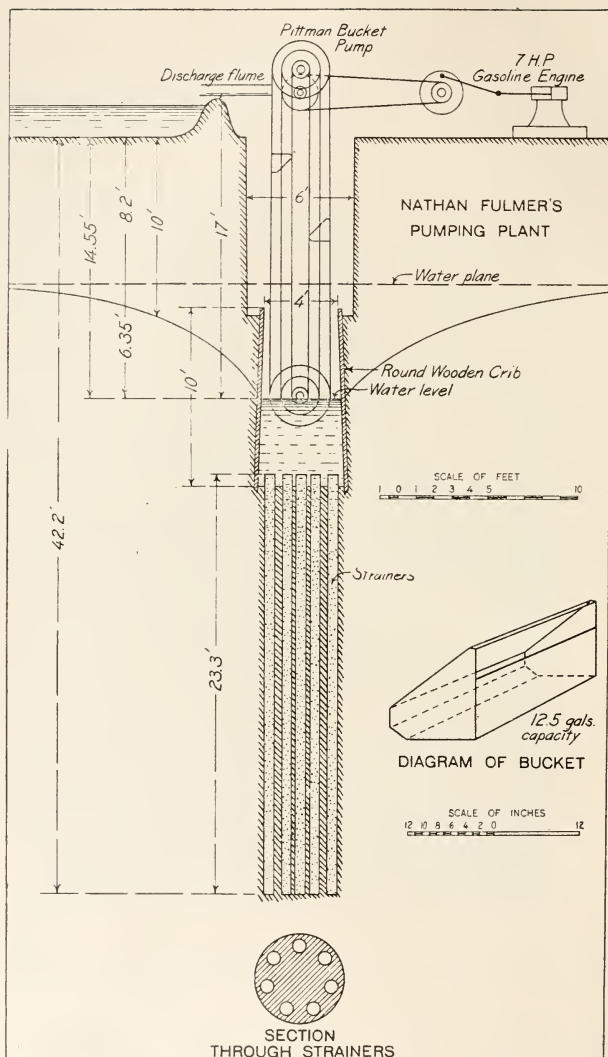 Pittman Bucket
Pump
7 H.P
Gasoline Engine
Discharge flume
6'
NATHAN FULMER'S
PUMPING PLANT
14.55'
8.2'
10'
17'
Water plane
4'
6.35'
10'
Round Wooden Crib
Water level
SCALE OF FEET
1 0 1 2 3 4 5 10
42.2'
Strainers
23.3'
12.5 gals.
capacity
DIAGRAM OF BUCKET
SCALE OF INCHES
12 10 8 6 4 2 0 12
SECTION
THROUGH STRAINERS